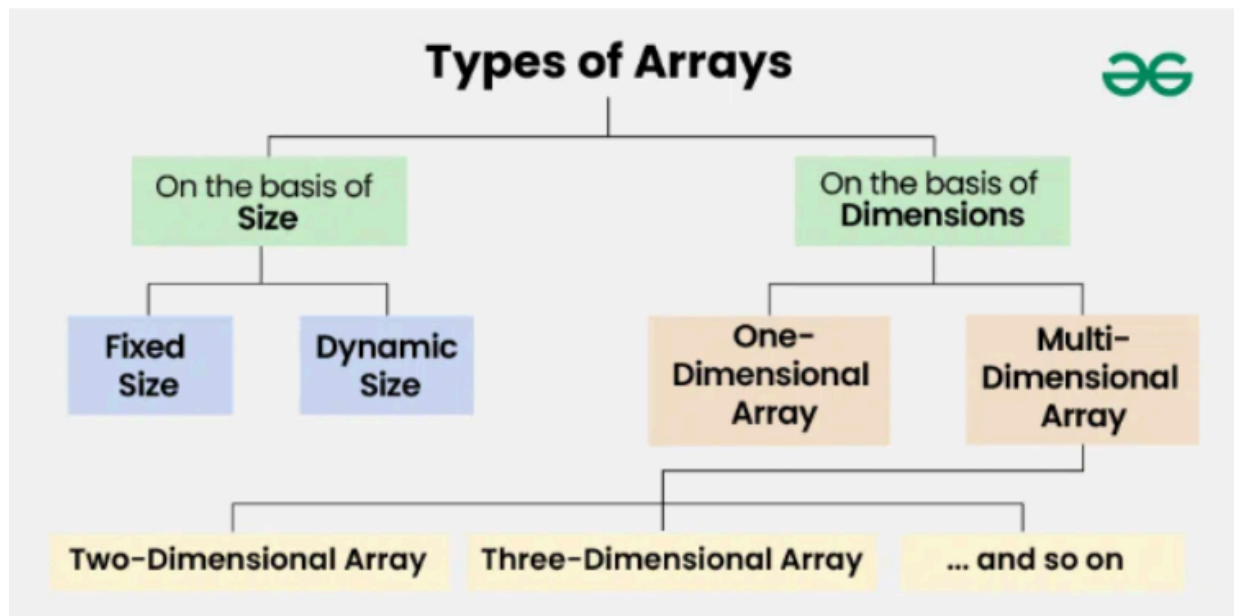 Types of Arrays
On the basis of
Size
On the basis of
Dimensions
Fixed
Size
Dynamic
Size
One-
Dimensional
Array
Multi-
Dimensional
Array
Two-Dimensional Array
Three-Dimensional Array
... and so on